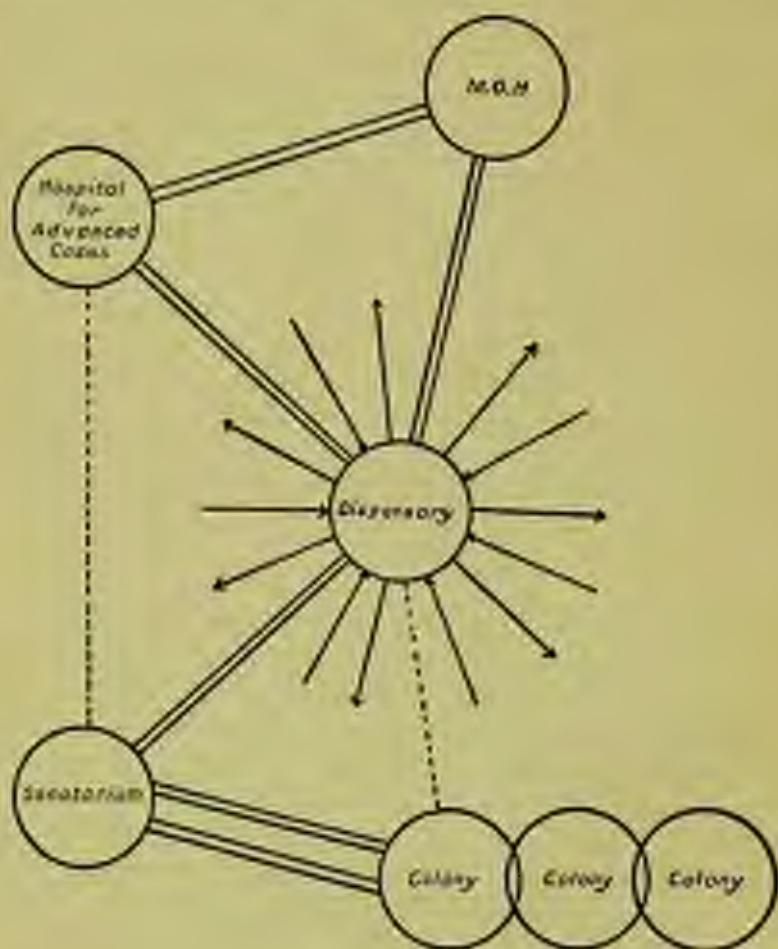 M.O.H
Hospital
for
Advanced
Cases
Dispensary
Sanatorium
Colony
Colony
Colony